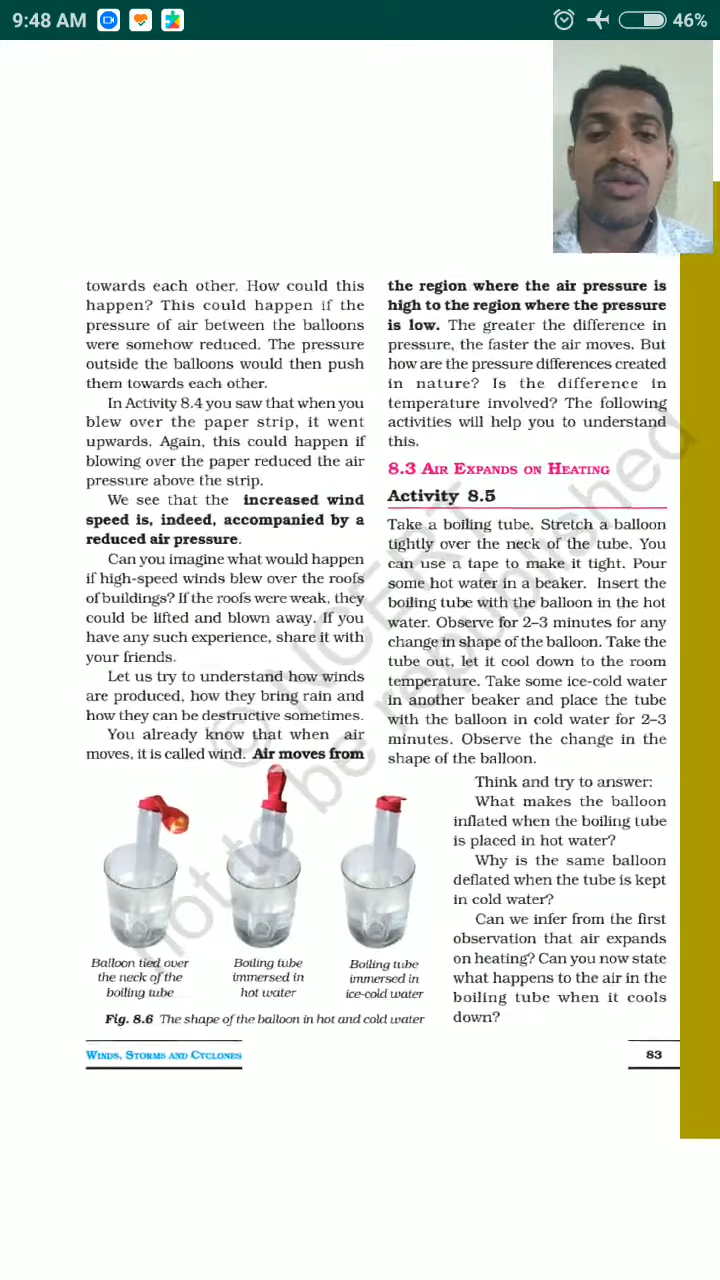 9:48 AM
46%
towards each other. How could this
happen? This could happen if the
pressure of air between the balloons
were somehow reduced. The pressure
outside the balloons would then push
them towards each other.
In Activity 8.4 you saw that when you
blew over the paper strip, it went
upwards. Again, this could happen if
blowing over the paper reduced the air
pressure above the strip.
We see that the increased wind
speed is, indeed, accompanied by a
reduced air pressure.
Can you imagine what would happen
if high-speed winds blew over the roofs
of buildings? If the roofs were weak, they
could be lifted and blown away. If you
have any such experience, share it with
your friends.
Let us try to understand how winds
are produced, how they bring rain and
how they can be destructive sometimes.
You already know that when air
moves, it is called wind. Air moves from
the region where the air pressure is
high to the region where the pressure
is low. The greater the difference in
pressure, the faster the air moves. But
how are the pressure differences created
in nature? Is the difference in
temperature involved? The following
activities will help you to understand
this.
8.3 AIR EXPANDS ON HEATING
Activity 8.5
Take a boiling tube. Stretch a balloon
tightly over the neck of the tube. You
can use a tape to make it tight. Pour
some hot water in a beaker. Insert the
boiling tube with the balloon in the hot
water. Observe for 2–3 minutes for any
change in shape of the balloon. Take the
tube out, let it cool down to the room
temperature. Take some ice-cold water
in another beaker and place the tube
with the balloon in cold water for 2–3
minutes. Observe the change in the
shape of the balloon.
Think and try to answer:
What makes the balloon
inflated when the boiling tube
is placed in hot water?
Why is the same balloon
deflated when the tube is kept
in cold water?
Can we infer from the first
observation that air expands
on heating? Can you now state
what happens to the air in the
boiling tube when it cools
down?
Balloon tied over
the neck of the
boiling tube
Boiling tube
immersed in
hot water
Boiling tube
immersed in
ice-cold water
Fig. 8.6 The shape of the balloon in hot and cold water
WINDS, STORMS AND CYCLONES
83
© NCERT
not to be republished